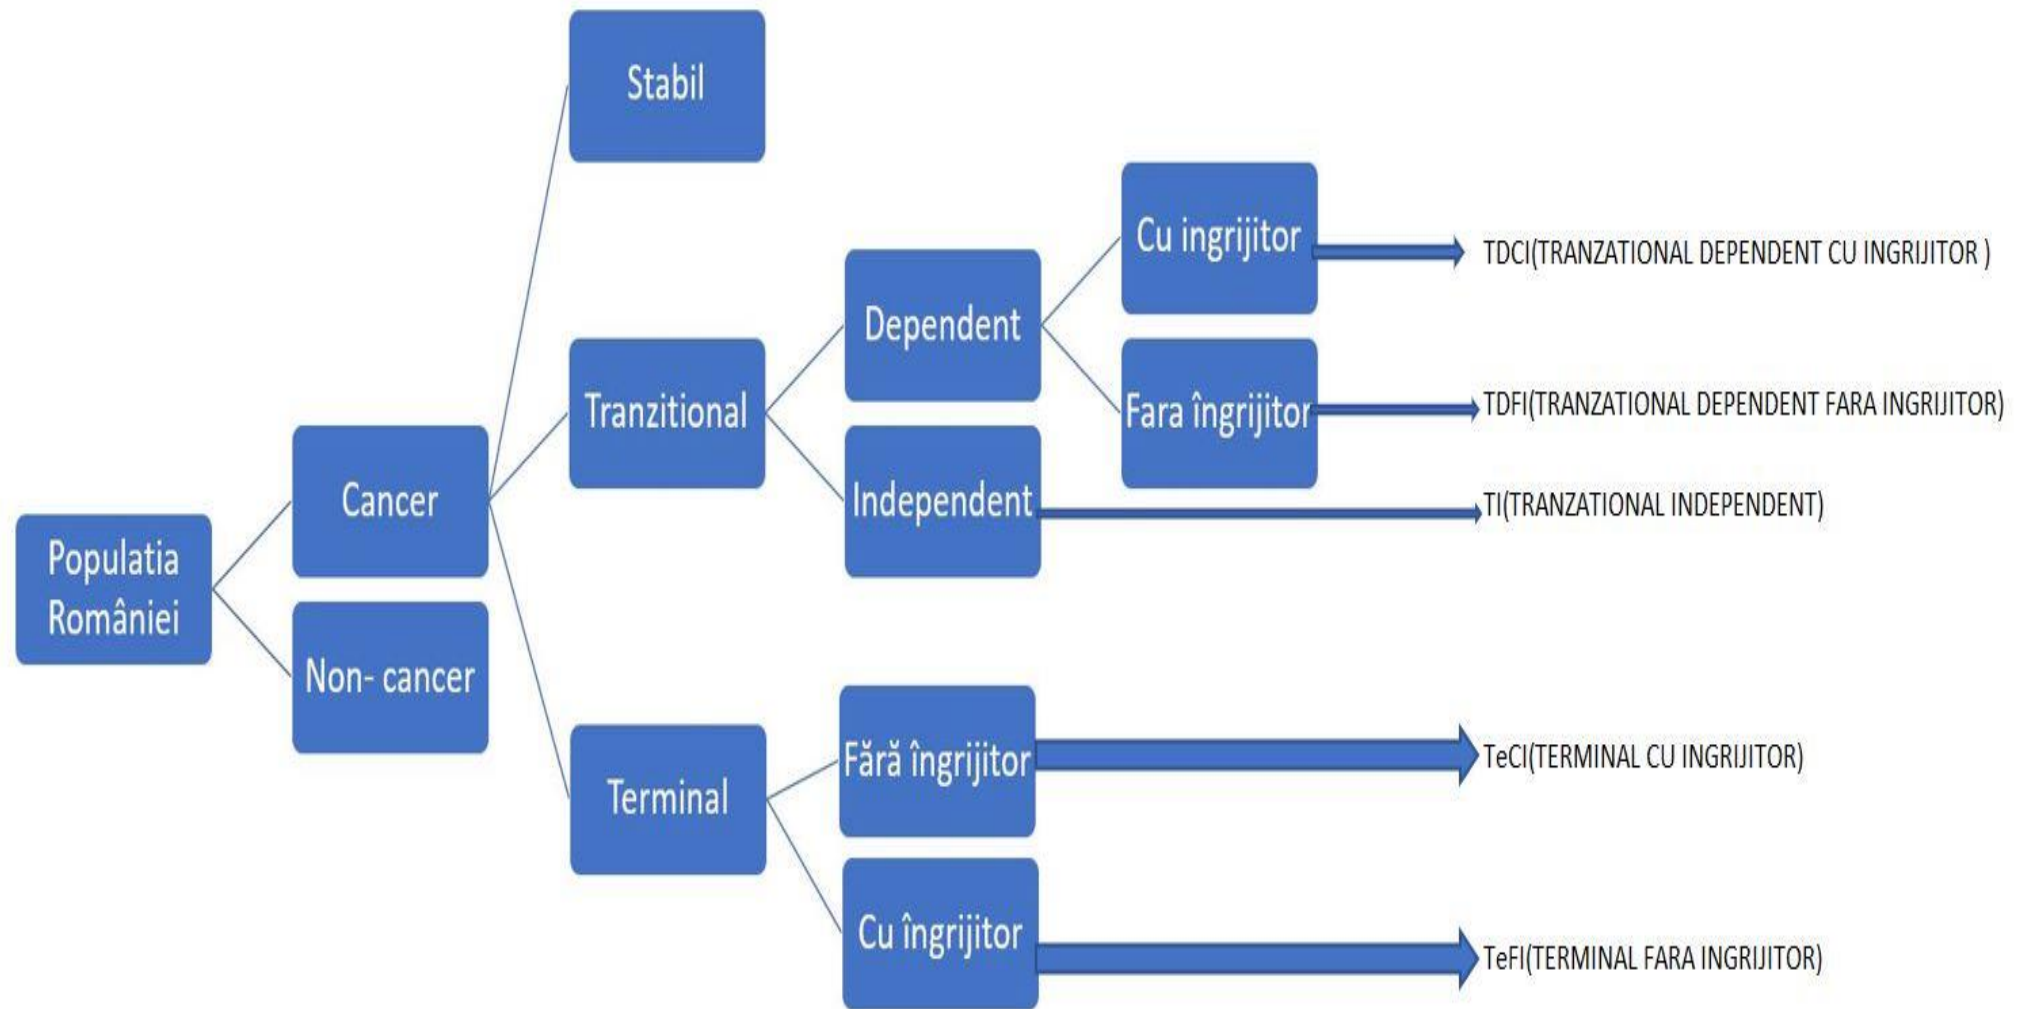 Stabil
Cu ingrijitor
TDCI(TRANZATIONAL DEPENDENT CU INGRIJITOR )
Dependent
Tranzitional
Fara îngrijitor
TDFI(TRANZATIONAL DEPENDENT FARA INGRIJITOR)
Cancer
Independent
TI(TRANZATIONAL INDEPENDENT)
Populatia
României
Non- cancer
Fără îngrijitor
TeCI(TERMINAL CU INGRIJITOR)
Terminal
Cu îngrijitor
TeFI(TERMINAL FARA INGRIJITOR)